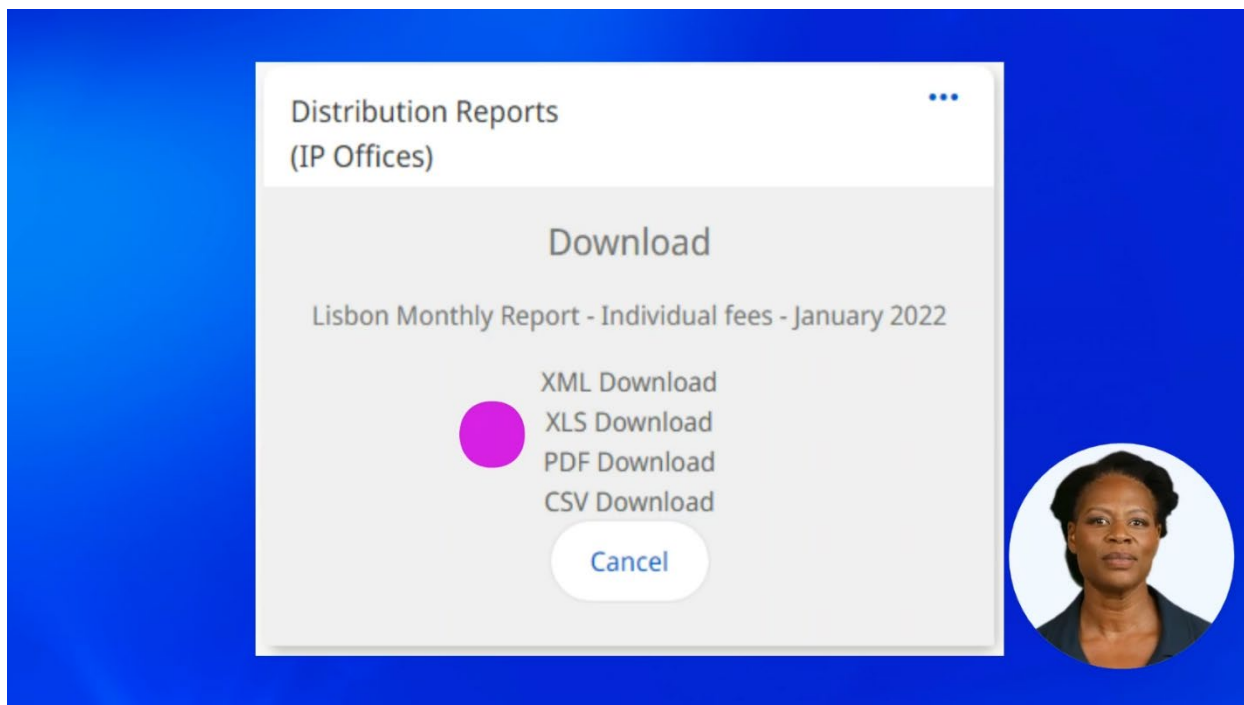 Distribution Reports
(IP Offices)
Download
Lisbon Monthly Report - Individual fees - January 2022
XML Download
XLS Download
PDF Download
CSV Download
Cancel